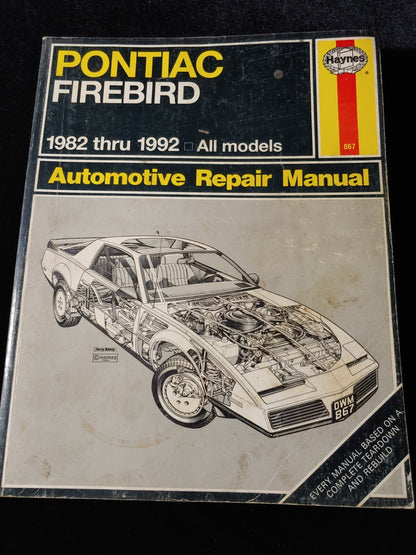 PONTIAC
FIREBIRD
Haynes
®
1982 thru 1992 □ All models
867
Automotive Repair Manual
© HAYNES
OWM
867
EVERY MANUAL BASED ON A
COMPLETE TEARDOWN
AND REBUILD